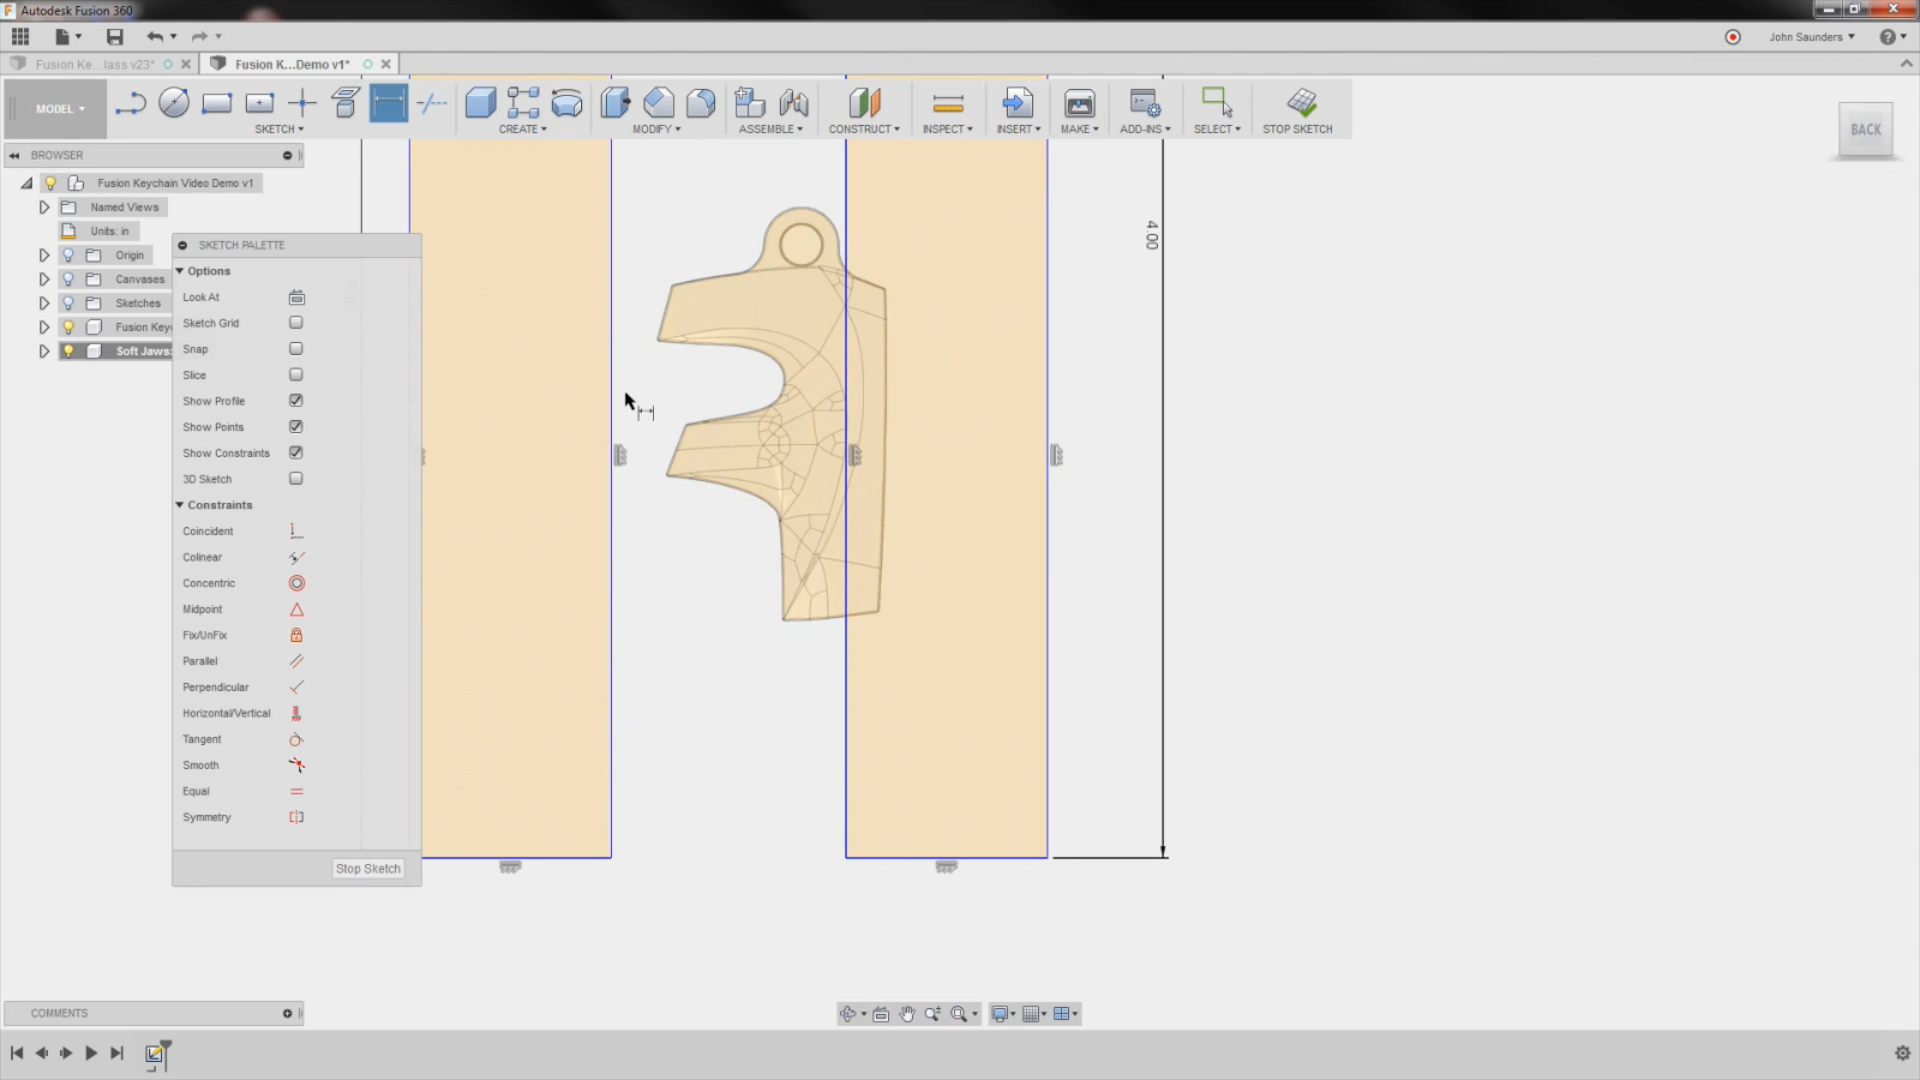 Autodesk Fusion 360
John Saunders
Fusion Ke...lass v23*
Fusion K...Demo v1*
MODEL
SKETCH
CREATE
MODIFY
ASSEMBLE
CONSTRUCT
INSPECT
INSERT
MAKE
ADD-INS
SELECT
STOP SKETCH
BACK
BROWSER
Fusion Keychain Video Demo v1
Named Views
Units: in
Origin
Canvases
Sketches
Fusion Key
Soft Jaws:
SKETCH PALETTE
Options
Look At
Sketch Grid
Snap
Slice
Show Profile
Show Points
Show Constraints
3D Sketch
Constraints
Coincident
Colinear
Concentric
Midpoint
Fix/UnFix
Parallel
Perpendicular
Horizontal/Vertical
Tangent
Smooth
Equal
Symmetry
Stop Sketch
4.00
COMMENTS